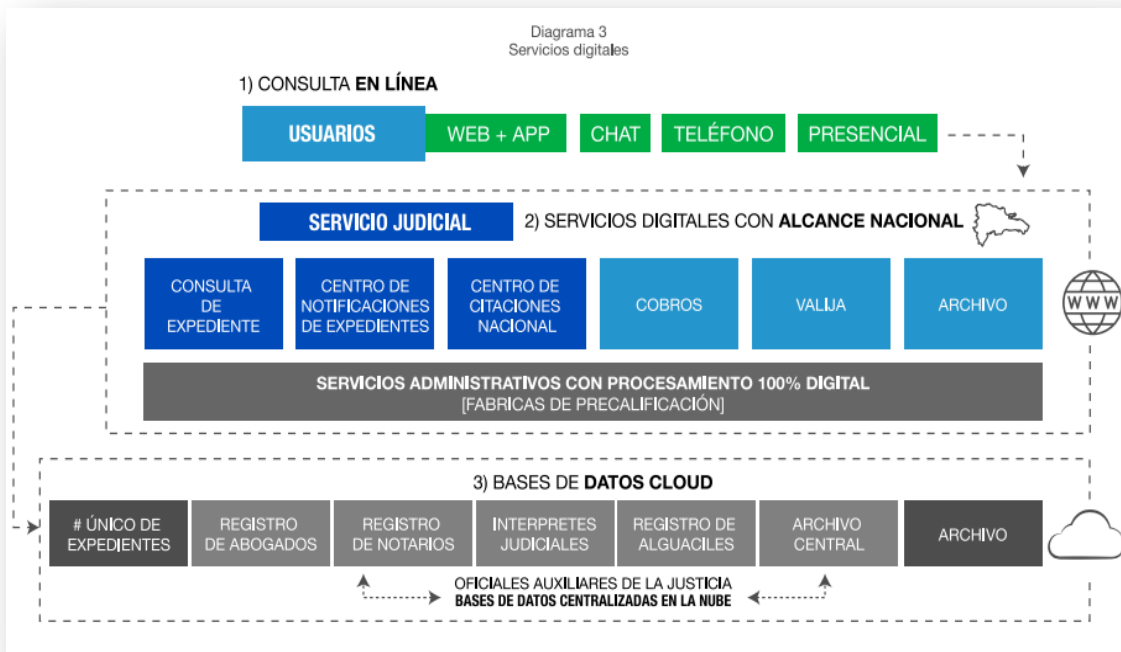 Diagrama 3
Servicios digitales
1) CONSULTA EN LÍNEA
USUARIOS
WEB + APP
CHAT
TELÉFONO
PRESENCIAL
SERVICIO JUDICIAL
2) SERVICIOS DIGITALES CON ALCANCE NACIONAL
CONSULTA
DE
EXPEDIENTE
CENTRO DE
NOTIFICACIONES
DE EXPEDIENTES
CENTRO DE
CITACIONES
NACIONAL
COBROS
VALIJA
ARCHIVO
WWW
SERVICIOS ADMINISTRATIVOS CON PROCESAMIENTO 100% DIGITAL
[FABRICAS DE PRECALIFICACIÓN]
3) BASES DE DATOS CLOUD
# ÚNICO DE
EXPEDIENTES
REGISTRO
DE ABOGADOS
REGISTRO
DE NOTARIOS
INTERPRETES
JUDICIALES
REGISTRO DE
ALGUACILES
ARCHIVO
CENTRAL
ARCHIVO
OFICIALES AUXILIARES DE LA JUSTICIA
BASES DE DATOS CENTRALIZADAS EN LA NUBE